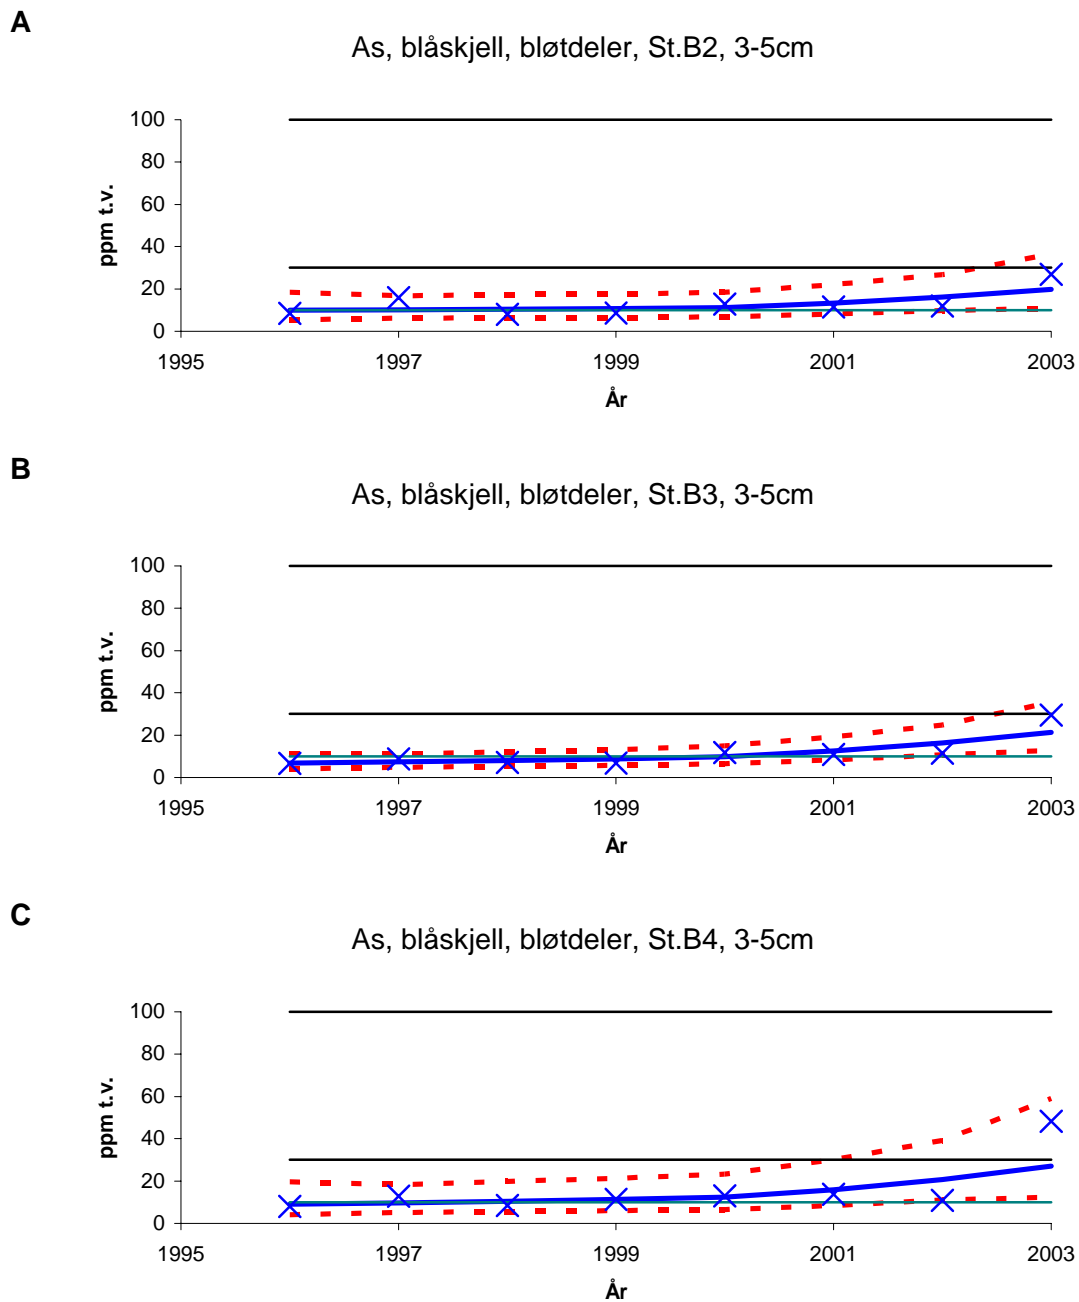 A
As, blåskjell, bløtdeler, St.B2, 3-5cm
100
80
60
40
20
0
ppm t.v.
1995 1997 1999 2001 2003
År
B
As, blåskjell, bløtdeler, St.B3, 3-5cm
100
80
60
40
20
0
ppm t.v.
1995 1997 1999 2001 2003
År
C
As, blåskjell, bløtdeler, St.B4, 3-5cm
100
80
60
40
20
0
ppm t.v.
1995 1997 1999 2001 2003
År